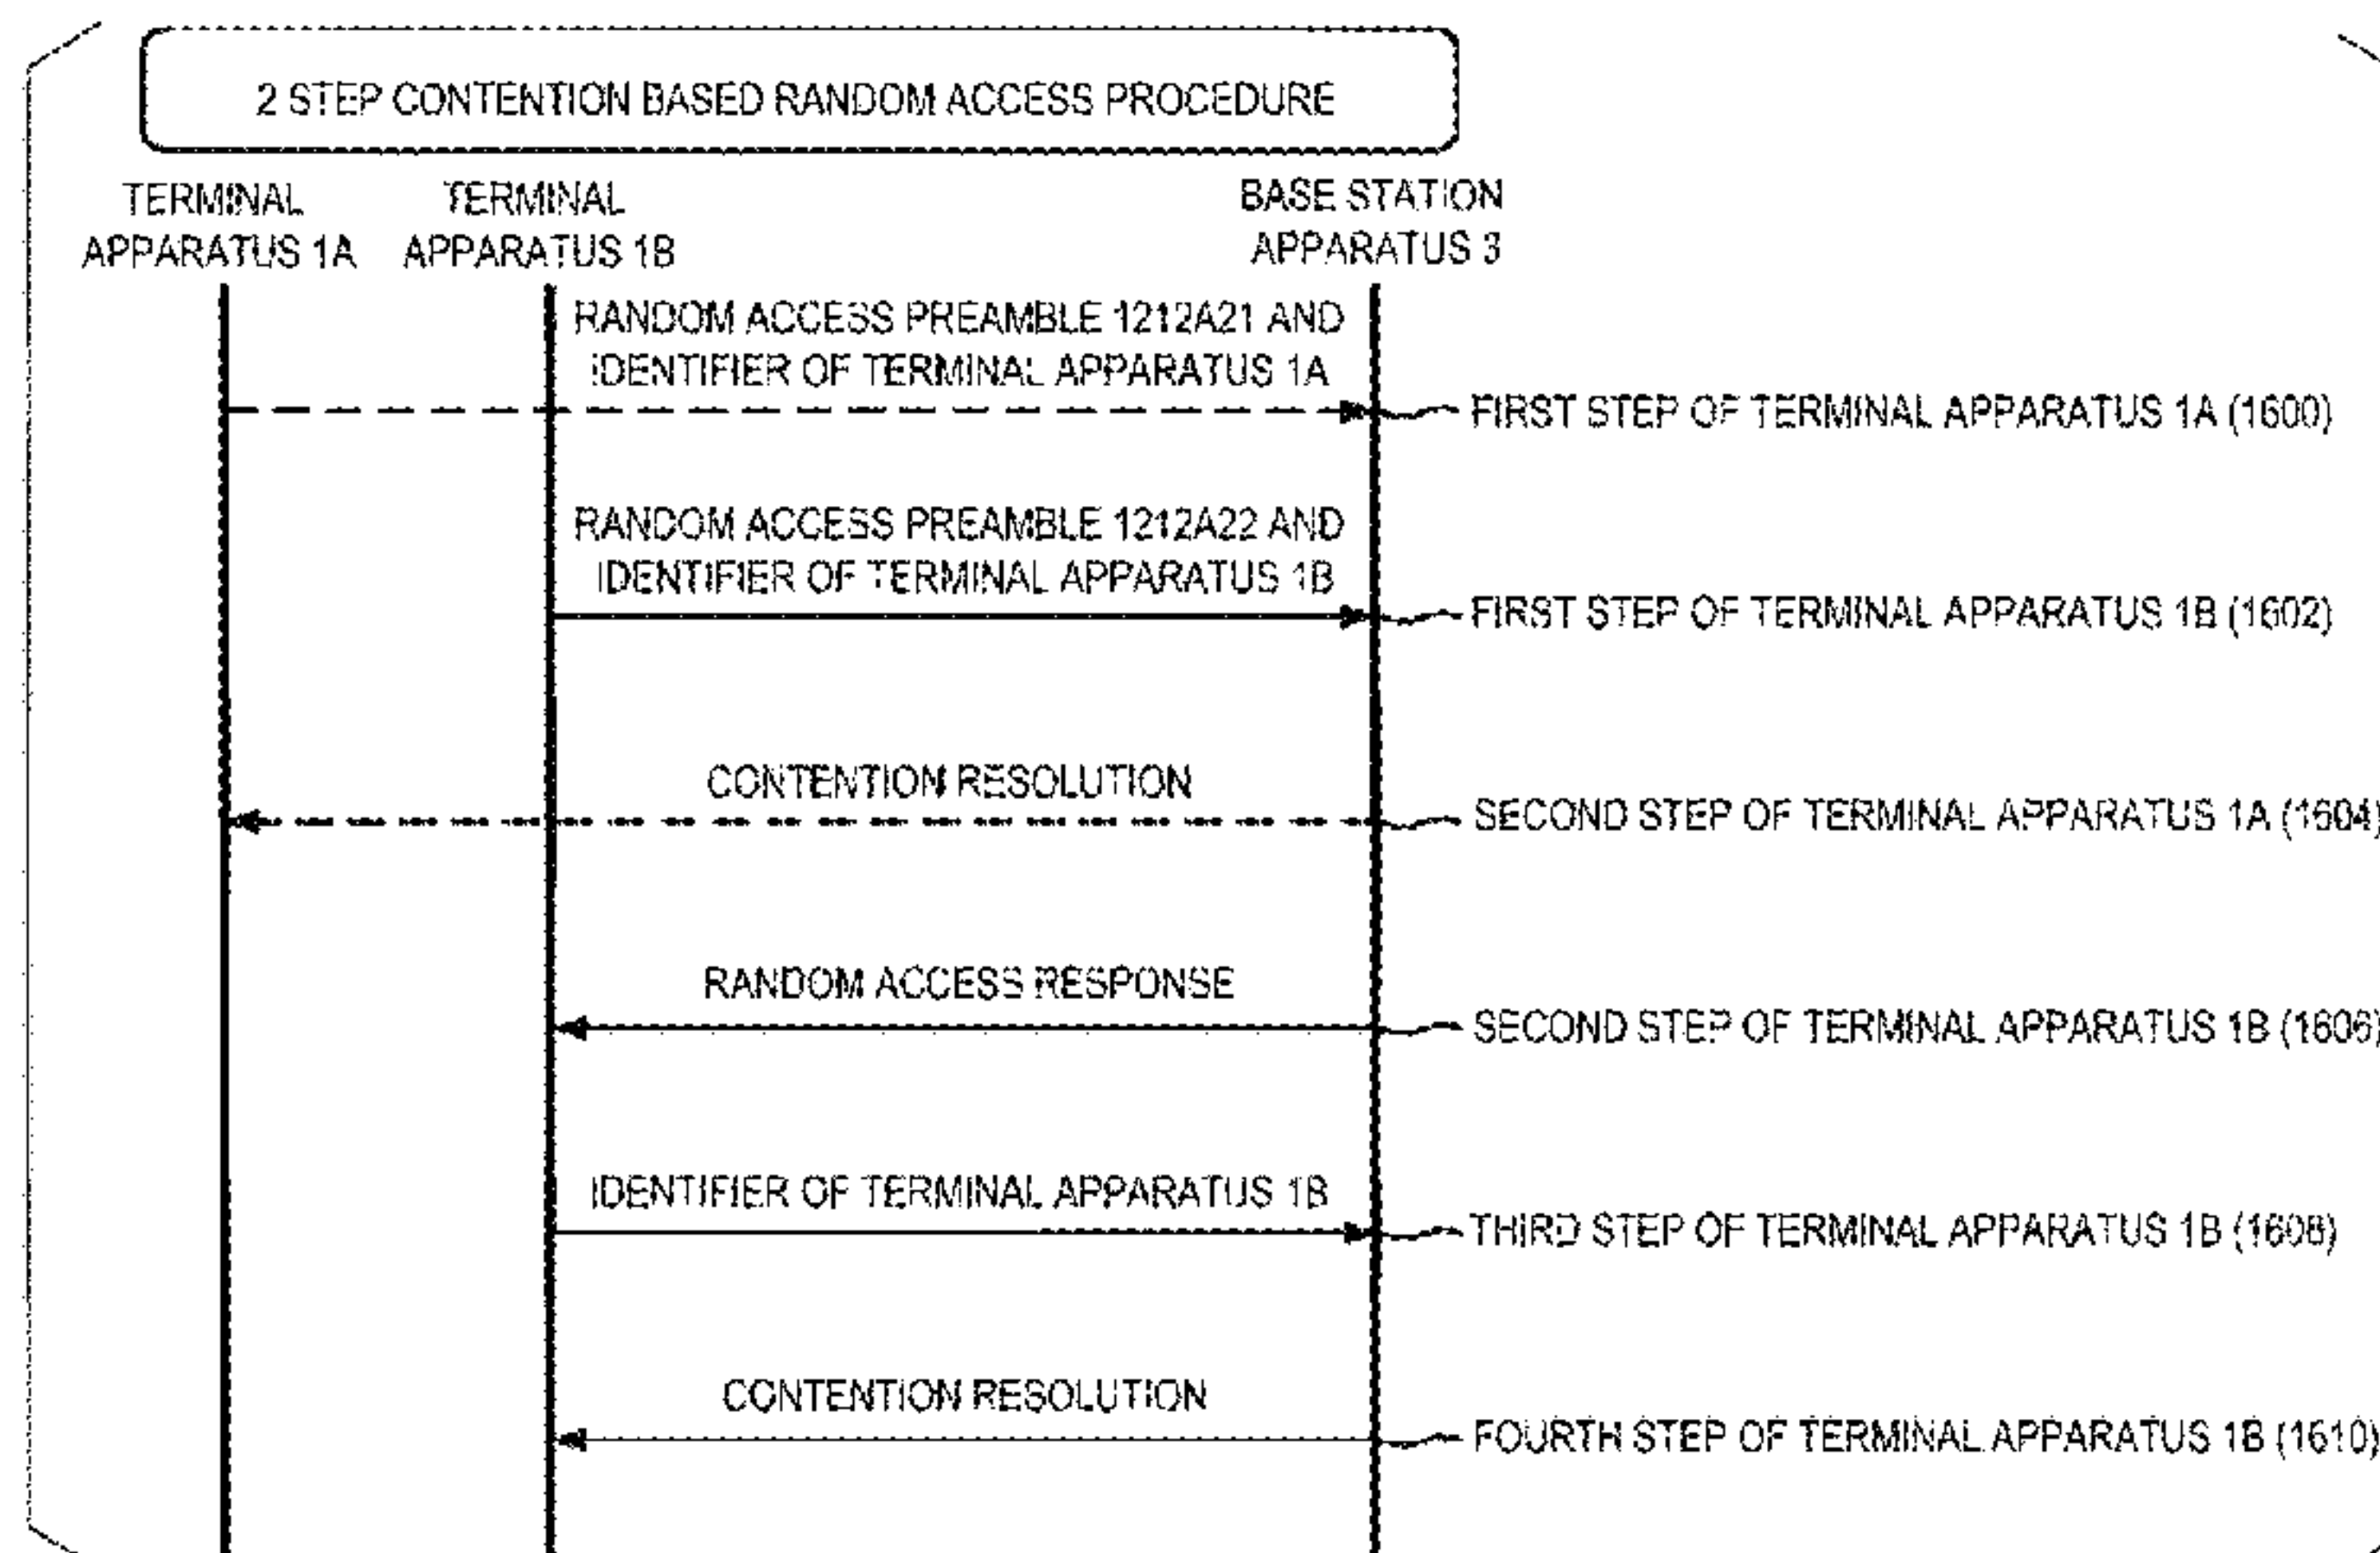 2 STEP CONTENTION BASED RANDOM ACCESS PROCEDURE
TERMINAL
APPARATUS 1A
TERMINAL
APPARATUS 1B
BASE STATION
APPARATUS 3
RANDOM ACCESS PREAMBLE 1212A21 AND
IDENTIFIER OF TERMINAL APPARATUS 1A
FIRST STEP OF TERMINAL APPARATUS 1A (1600)
RANDOM ACCESS PREAMBLE 1212A22 AND
IDENTIFIER OF TERMINAL APPARATUS 1B
FIRST STEP OF TERMINAL APPARATUS 1B (1602)
CONTENTION RESOLUTION
SECOND STEP OF TERMINAL APPARATUS 1A (1604)
RANDOM ACCESS RESPONSE
SECOND STEP OF TERMINAL APPARATUS 1B (1606)
IDENTIFIER OF TERMINAL APPARATUS 1B
THIRD STEP OF TERMINAL APPARATUS 1B (1608)
CONTENTION RESOLUTION
FOURTH STEP OF TERMINAL APPARATUS 1B (1610)